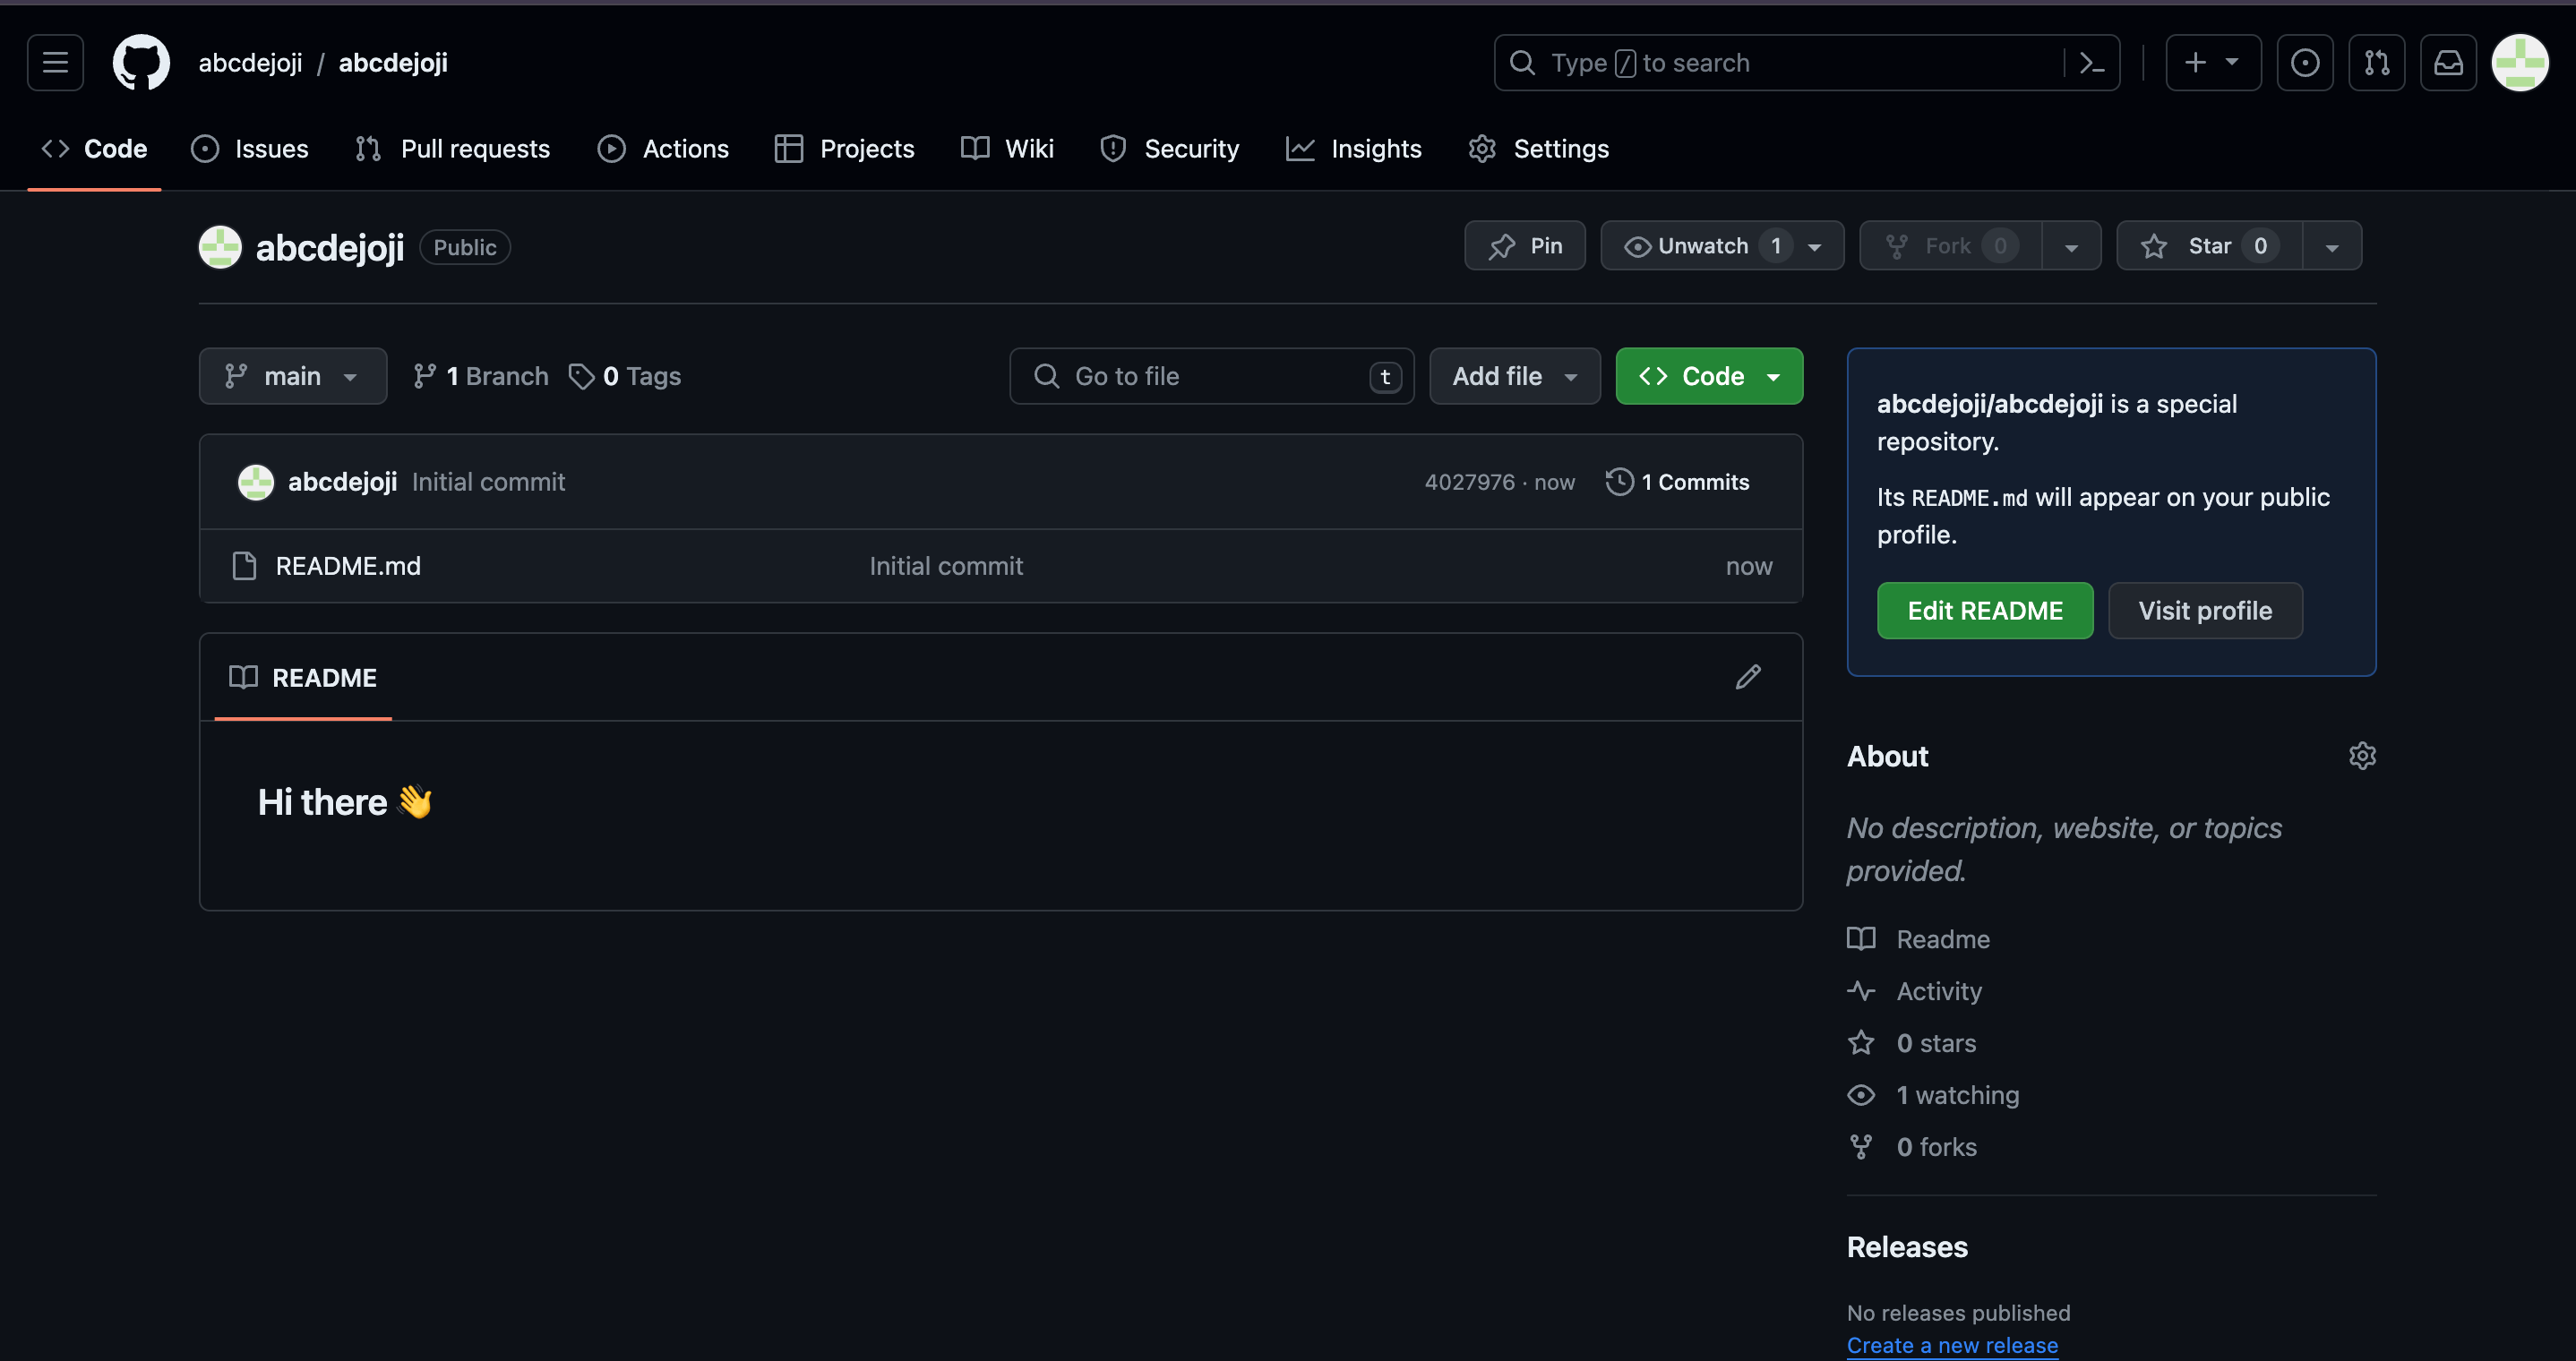 abcdejoji / abcdejoji
Type / to search
Code Issues Pull requests Actions Projects Wiki Security Insights Settings
abcdejoji Public
Pin Unwatch 1 Fork 0 Star 0
main 1 Branch 0 Tags Go to file t Add file Code
abcdejoji Initial commit 4027976 · now 1 Commits
README.md Initial commit now
README
Hi there 👋
abcdejoji/abcdejoji is a special
repository.
Its README.md will appear on your public
profile.
Edit README Visit profile
About
No description, website, or topics
provided.
Readme
Activity
0 stars
1 watching
0 forks
Releases
No releases published
Create a new release